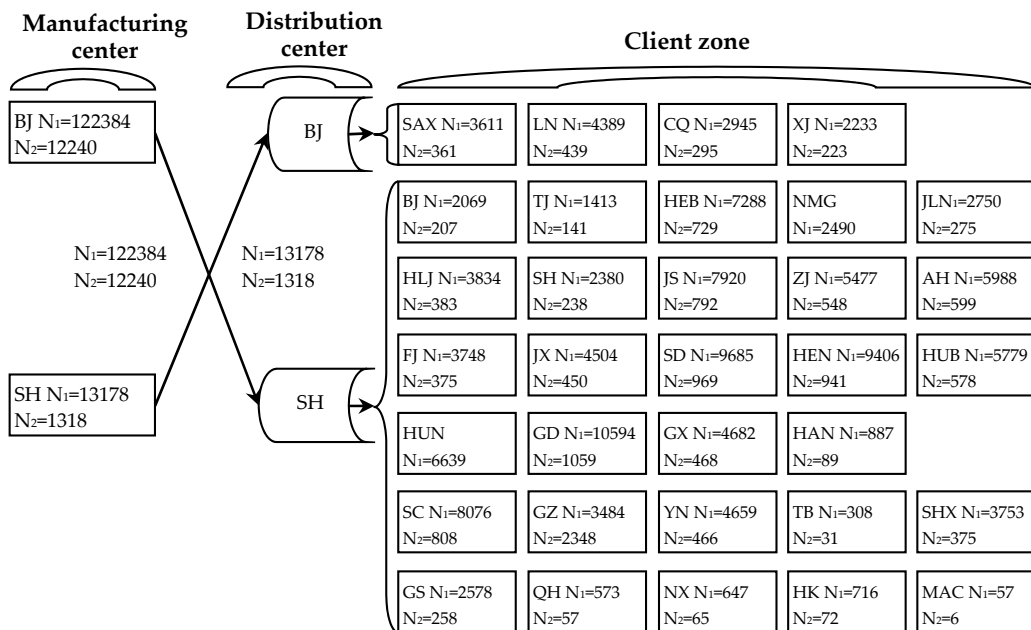 Manufacturing
center
Distribution
center
Client zone
BJ N₁=122384
N₂=12240
BJ
SAX N₁=3611
N₂=361
LN N₁=4389
N₂=439
CQ N₁=2945
N₂=295
XJ N₁=2233
N₂=223
BJ N₁=2069
N₂=207
TJ N₁=1413
N₂=141
HEB N₁=7288
N₂=729
NMG
N₁=2490
JLN₁=2750
N₂=275
N₁=122384
N₂=12240
N₁=13178
N₂=1318
HLJ N₁=3834
N₂=383
SH N₁=2380
N₂=238
JS N₁=7920
N₂=792
ZJ N₁=5477
N₂=548
AH N₁=5988
N₂=599
SH N₁=13178
N₂=1318
SH
FJ N₁=3748
N₂=375
JX N₁=4504
N₂=450
SD N₁=9685
N₂=969
HEN N₁=9406
N₂=941
HUB N₁=5779
N₂=578
HUN
N₁=6639
GD N₁=10594
N₂=1059
GX N₁=4682
N₂=468
HAN N₁=887
N₂=89
SC N₁=8076
N₂=808
GZ N₁=3484
N₂=2348
YN N₁=4659
N₂=466
TB N₁=308
N₂=31
SHX N₁=3753
N₂=375
GS N₁=2578
N₂=258
QH N₁=573
N₂=57
NX N₁=647
N₂=65
HK N₁=716
N₂=72
MAC N₁=57
N₂=6